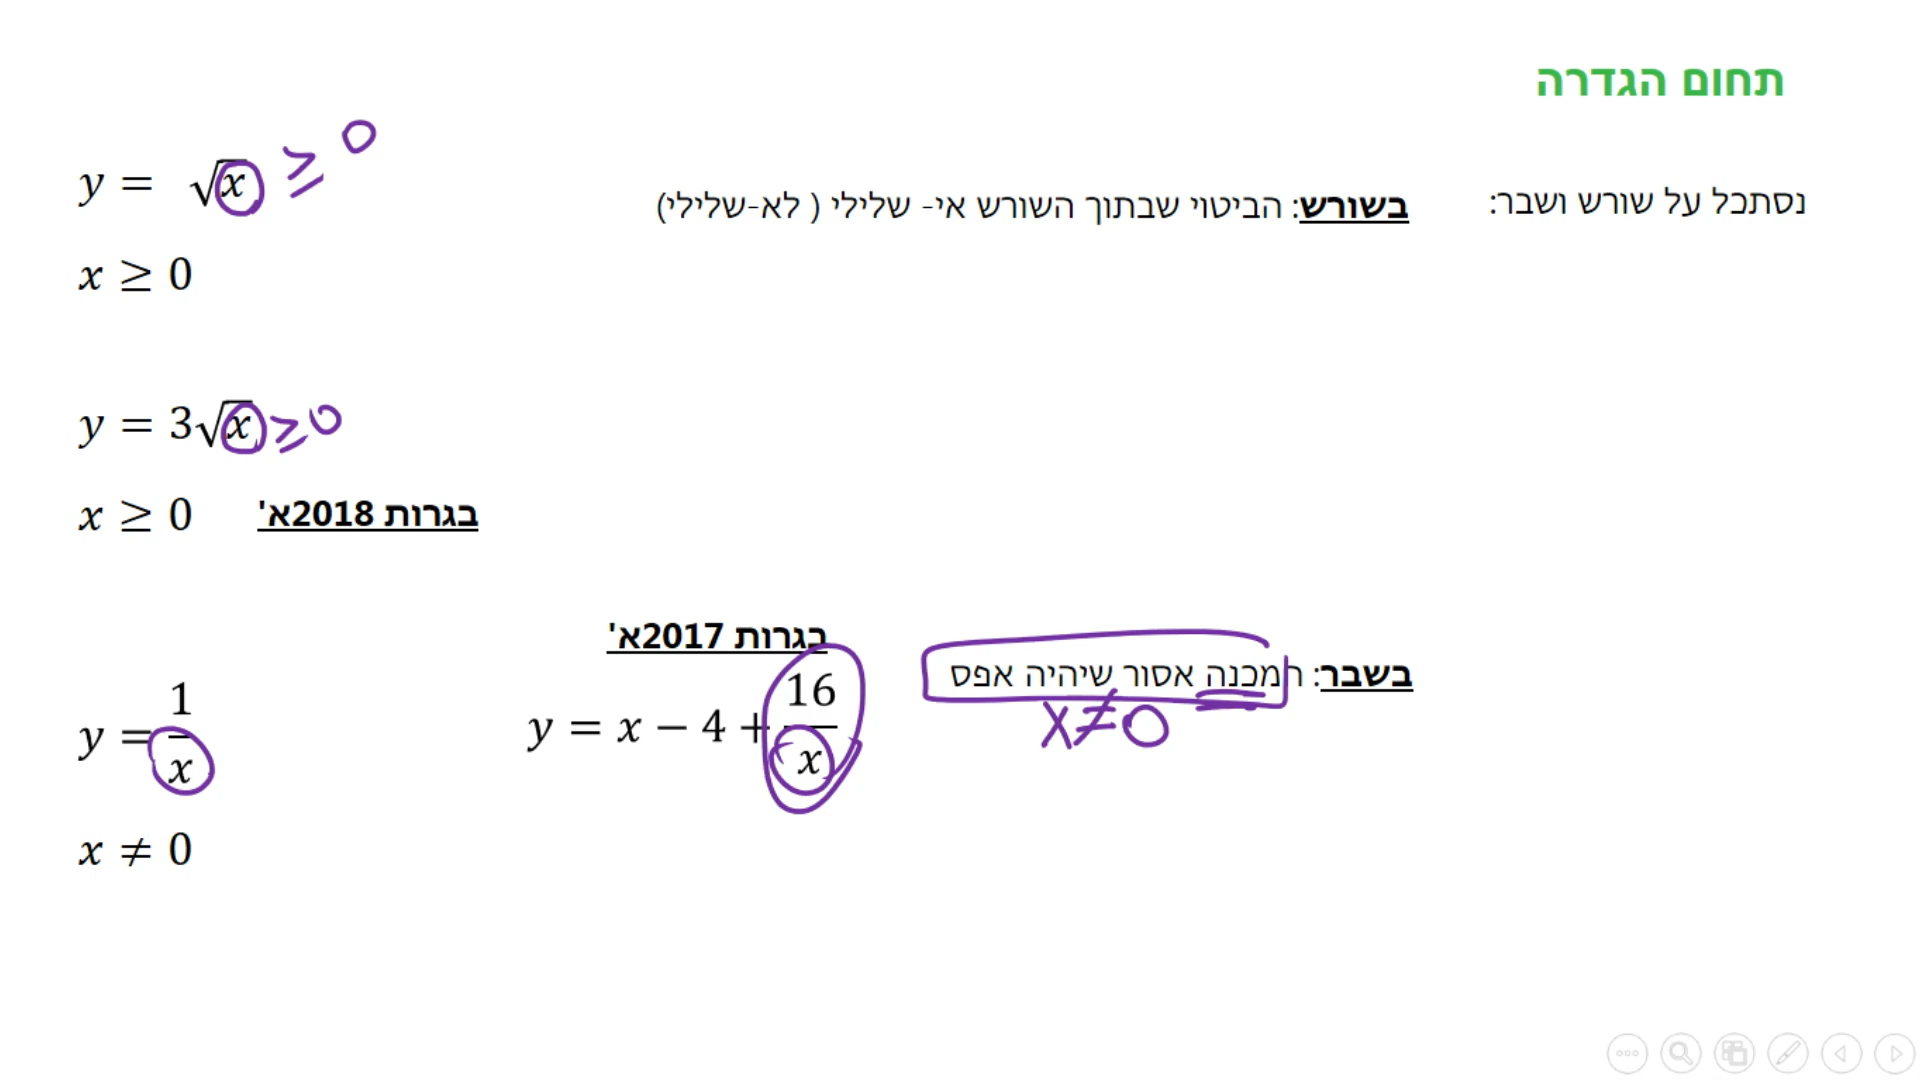 תחום הגדרה
נסתכל על שורש ושבר:
בשורש: הביטוי שבתוך השורש אי- שלילי ( לא-שלילי)
y = √x ≥ 0
x ≥ 0
y = 3√x ≥ 0
x ≥ 0
בגרות 2018א'
בשבר: המכנה אסור שיהיה אפס
x ≠ 0
בגרות 2017א'
y = x − 4 + 16/x
y = 1/x
x ≠ 0